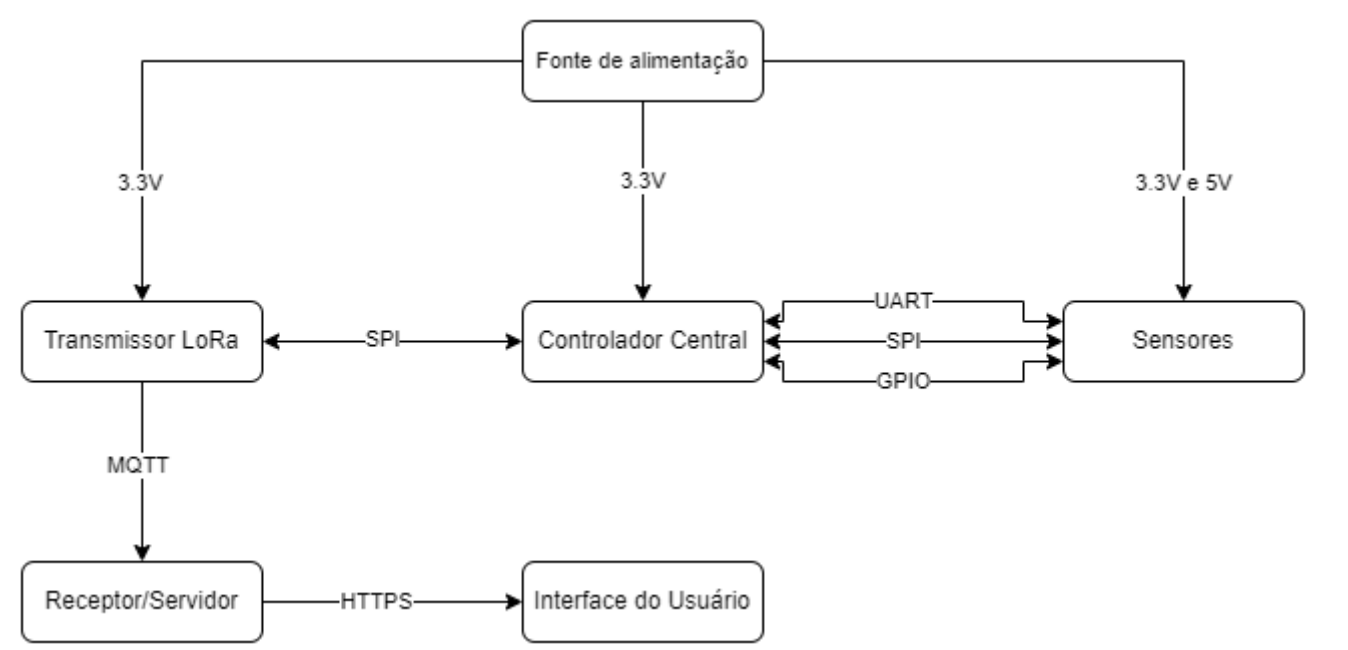 Fonte de alimentação
3.3V
3.3V
3.3V e 5V
Transmissor LoRa
SPI
Controlador Central
UART
SPI
GPIO
Sensores
MQTT
Receptor/Servidor
HTTPS
Interface do Usuário